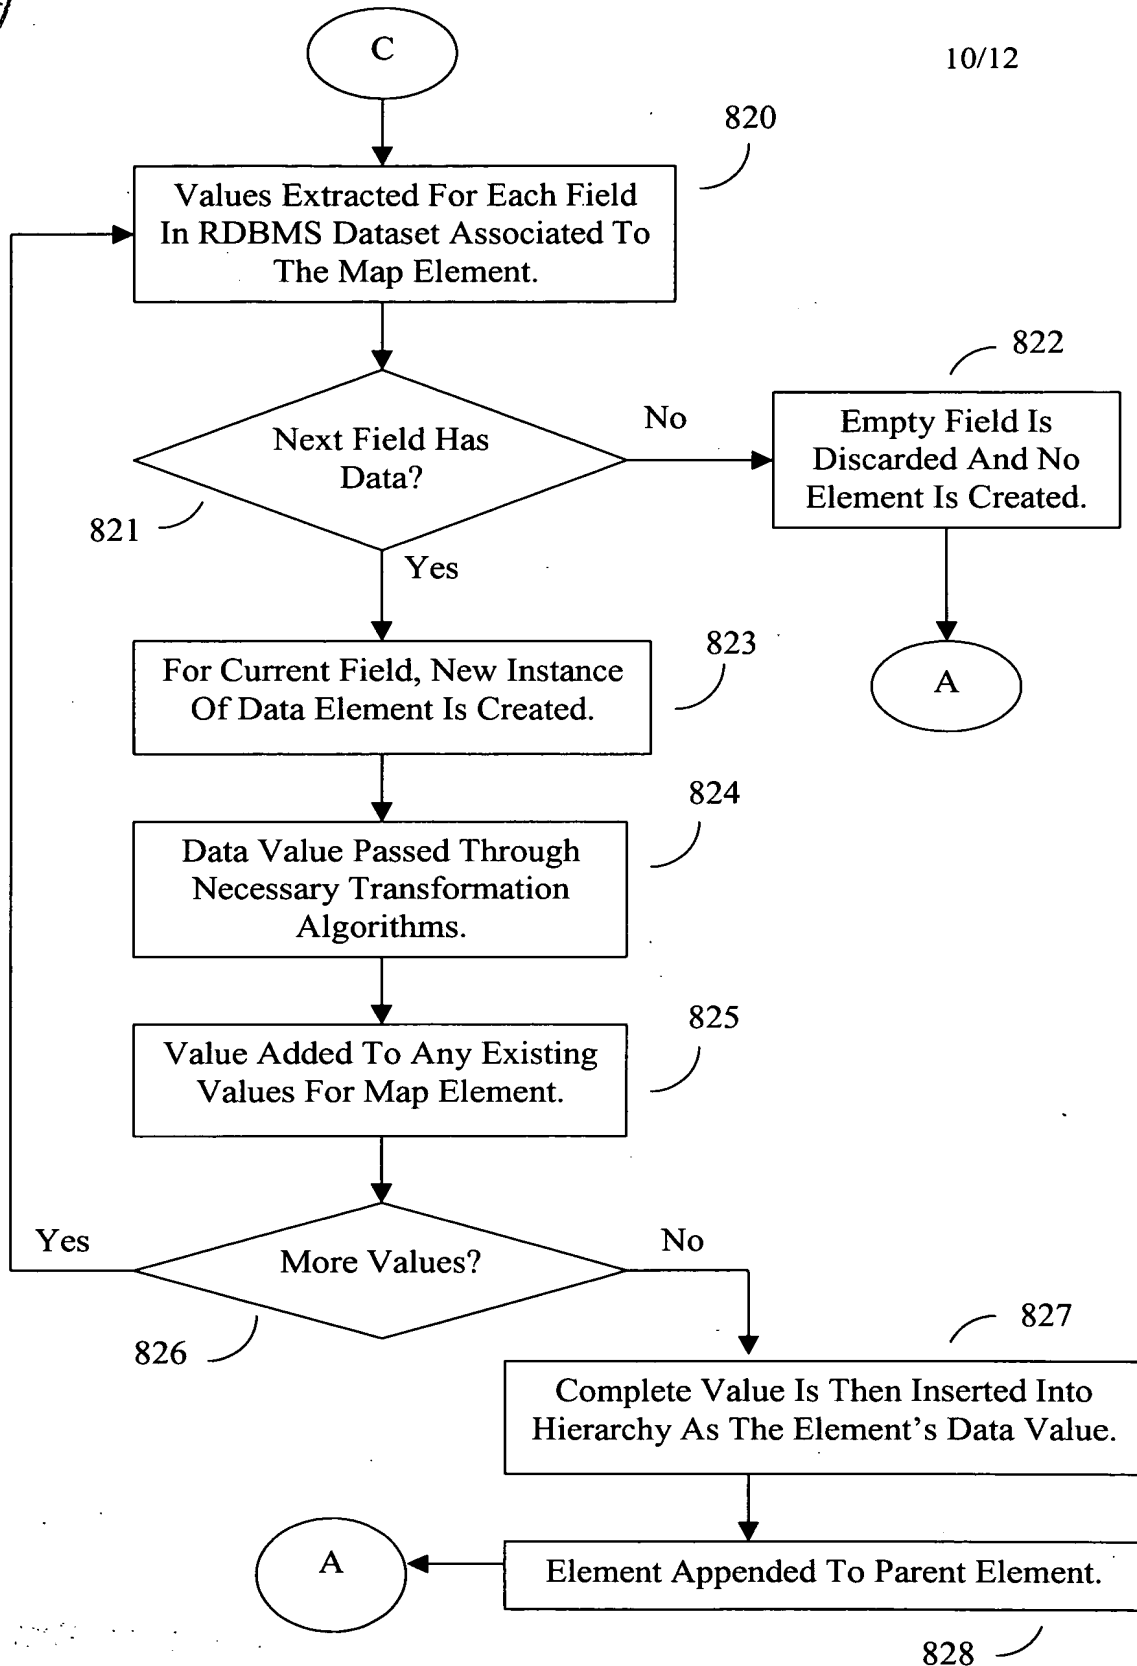 C
10/12
820
Values Extracted For Each Field
In RDBMS Dataset Associated To
The Map Element.
822
Next Field Has
Data?
No
Empty Field Is
Discarded And No
Element Is Created.
821
Yes
823
For Current Field, New Instance
Of Data Element Is Created.
A
824
Data Value Passed Through
Necessary Transformation
Algorithms.
825
Value Added To Any Existing
Values For Map Element.
Yes
More Values?
No
826
827
Complete Value Is Then Inserted Into
Hierarchy As The Element's Data Value.
A
Element Appended To Parent Element.
828